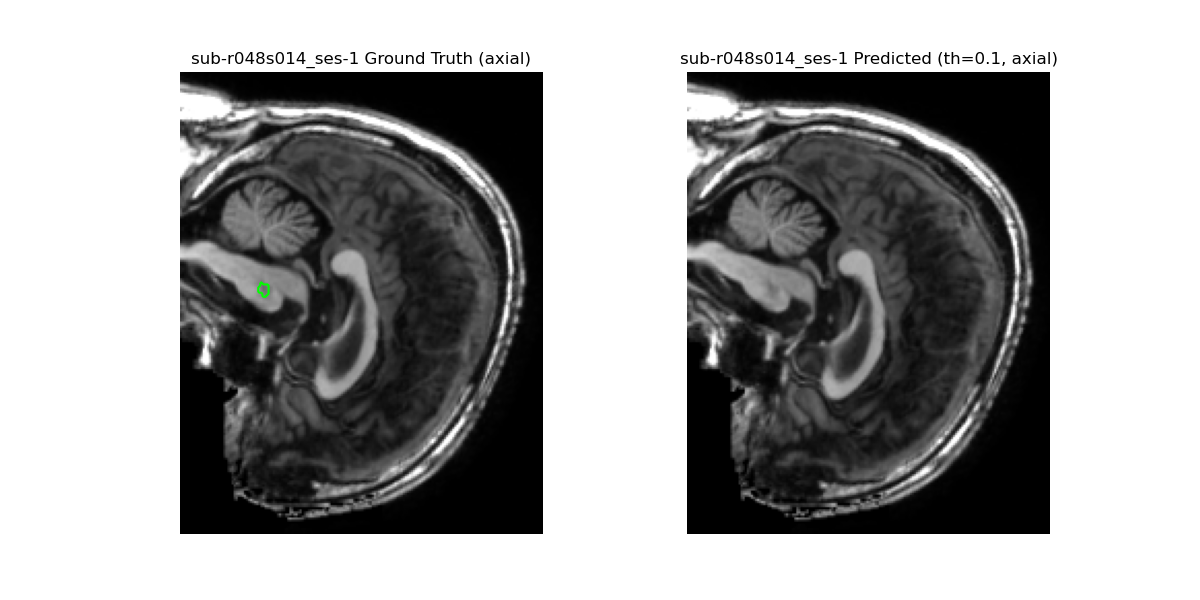 sub-r048s014_ses-1 Ground Truth (axial)
sub-r048s014_ses-1 Predicted (th=0.1, axial)